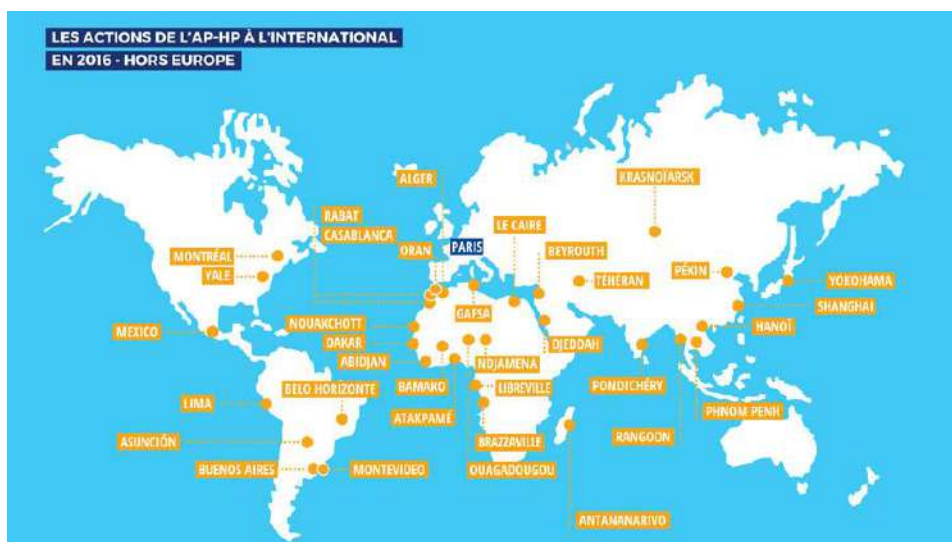 LES ACTIONS DE L'AP-HP À L'INTERNATIONAL
EN 2016 - HORS EUROPE
ALGER
KRASNOÏARSK
RABAT
CASABLANCA
LE CAIRE
ORAN
PARIS
BEYROUTH
MONTRÉAL
YALE
TÉHÉRAN
PÉKIN
YOKOHAMA
SHANGHAI
GAFSA
MEXICO
NOUAKCHOTT
HANOÏ
DAKAR
DJEDDAH
ABIDJAN
NDJAMENA
BAMAKO
LIBREVILLE
PONDICHÉRY
BELO HORIZONTE
LIMA
ATAKPAMÉ
PHNOM PENH
ASUNCIÓN
BRAZZAVILLE
RANGOON
BUENOS AIRES
MONTEVIDEO
OUAGADOUGOU
ANTANANARIVO